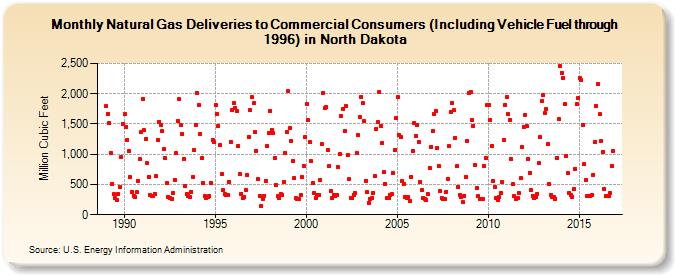 Monthly Natural Gas Deliveries to Commercial Consumers (Including Vehicle Fuel through
1996) in North Dakota
Million Cubic Feet
2,500
2,000
1,500
1,000
500
0
1990 1995 2000 2005 2010 2015
Source: U.S. Energy Information Administration